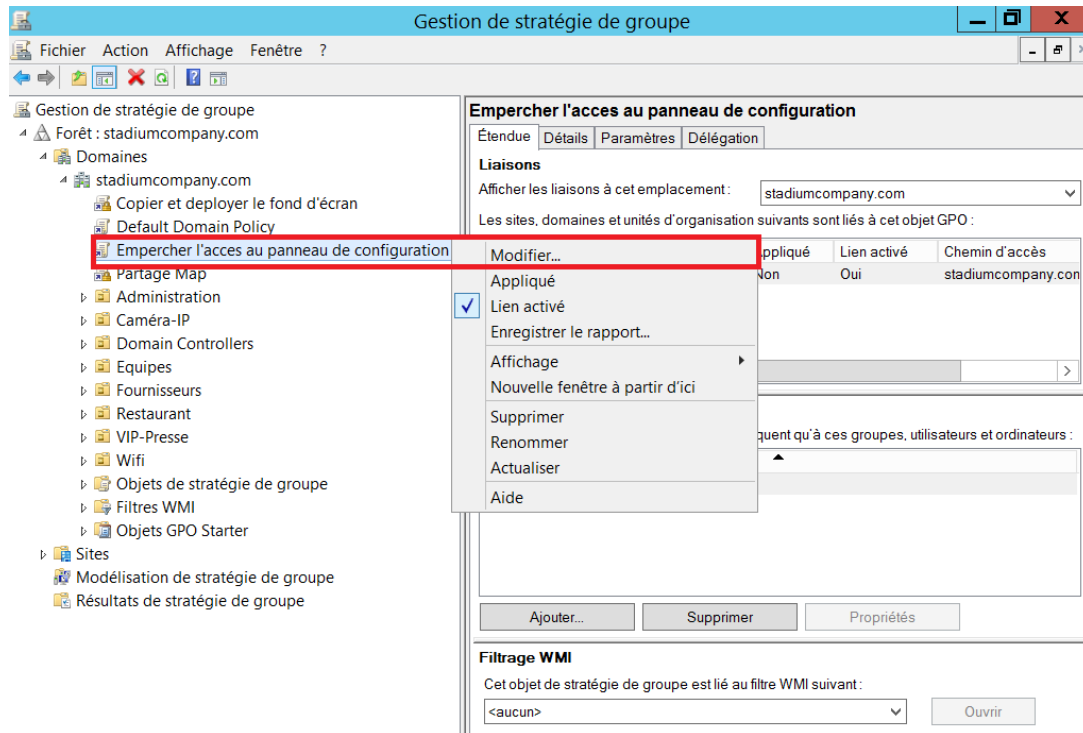 Gestion de stratégie de groupe
Fichier Action Affichage Fenêtre ?
Gestion de stratégie de groupe
Forêt : stadiumcompany.com
Domaines
stadiumcompany.com
Copier et deployer le fond d'écran
Default Domain Policy
Empercher l'acces au panneau de configuration
Partage Map
Administration
Caméra-IP
Domain Controllers
Equipes
Fournisseurs
Restaurant
VIP-Presse
Wifi
Objets de stratégie de groupe
Filtres WMI
Objets GPO Starter
Sites
Modélisation de stratégie de groupe
Résultats de stratégie de groupe
Modifier...
Appliqué
Lien activé
Enregistrer le rapport...
Affichage
Nouvelle fenêtre à partir d'ici
Supprimer
Renommer
Actualiser
Aide
Empercher l'acces au panneau de configuration
Étendue Détails Paramètres Délégation
Liaisons
Afficher les liaisons à cet emplacement : stadiumcompany.com
Les sites, domaines et unités d'organisation suivants sont liés à cet objet GPO :
Lien activé Chemin d'accès
Non Oui stadiumcompany.con
qu'à ces groupes, utilisateurs et ordinateurs :
Ajouter... Supprimer Propriétés
Filtrage WMI
Cet objet de stratégie de groupe est lié au filtre WMI suivant :
<aucun> Ouvrir